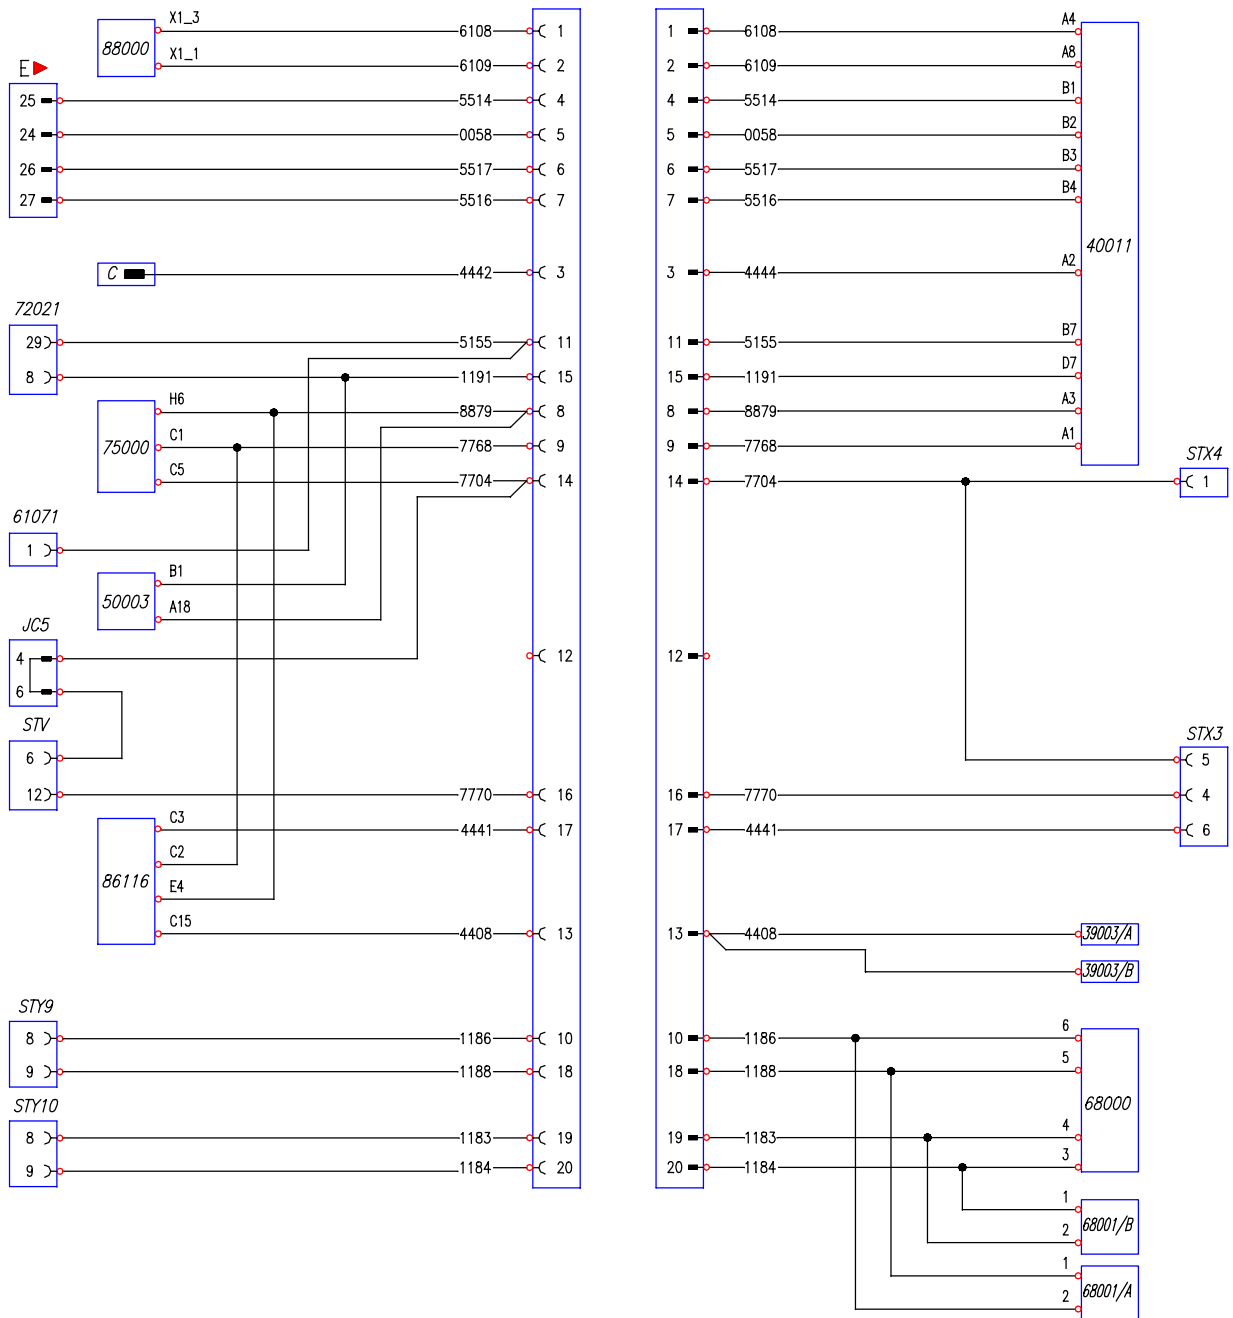 X1_3 6108 1 1 6108 A4
88000
X1_1 6109 2 2 6109 A8
E
25 5514 4 4 5514 B1
24 0058 5 5 0058 B2
26 5517 6 6 5517 B3
27 5516 7 7 5516 B4
40011
C 4442 3 3 4444 A2
72021
29 5155 11 11 5155 B7
8 1191 15 15 1191 D7
H6 8879 8 8 8879 A3
75000
C1 7768 9 9 7768 A1
STX4
C5 7704 14 14 7704 1
61071
1
B1
50003
A18
JC5
4 12 12
6
STV
STX3
6 5
12 7770 16 16 7770 4
C3 4441 17 17 4441 6
C2
86116
E4
C15 4408 13 13 4408 39003/A
39003/B
STY9
8 1186 10 10 1186 6
9 1188 18 18 1188 5
68000
STY10
8 1183 19 19 1183 4
9 1184 20 20 1184 3
1
68001/B
2
1
68001/A
2